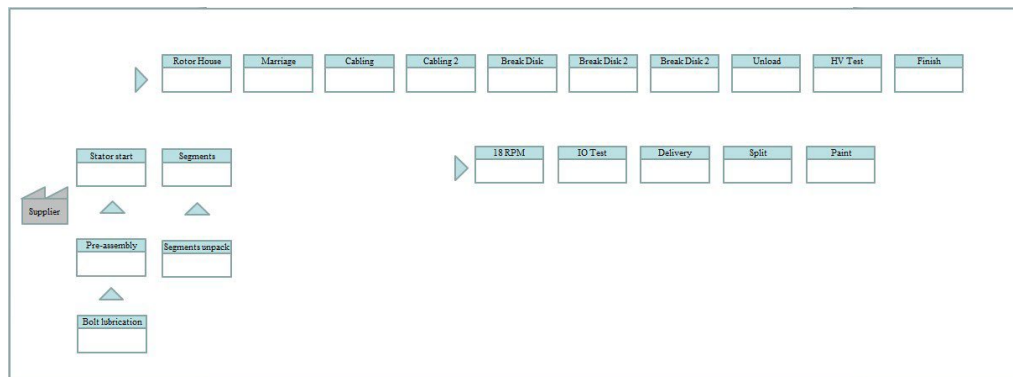 Rotor House
Marriage
Cabling
Cabling 2
Break Disk
Break Disk 2
Break Disk 2
Unload
HV Test
Finish
Stator start
Segments
18 RPM
IO Test
Delivery
Split
Paint
Supplier
Pre-assembly
Segments unpack
Bolt lubrication